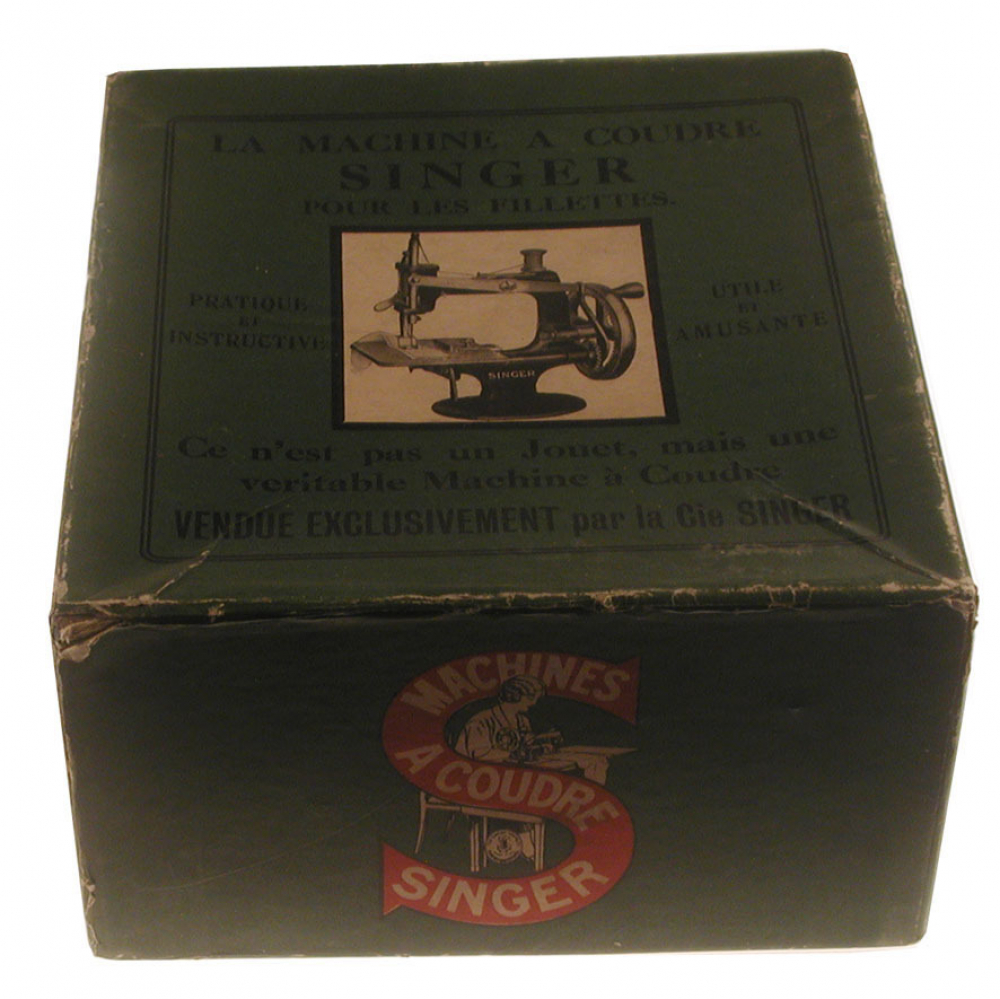 LA MACHINE A COUDRE
SINGER
POUR LES FILLETTES.
PRATIQUE
ET
INSTRUCTIVE
SINGER
UTILE
ET
AMUSANTE
Ce n'est pas un Jouet, mais une
veritable Machine à Coudre
VENDUE EXCLUSIVEMENT par la Cie SINGER
MACHINES
A COUDRE
SINGER